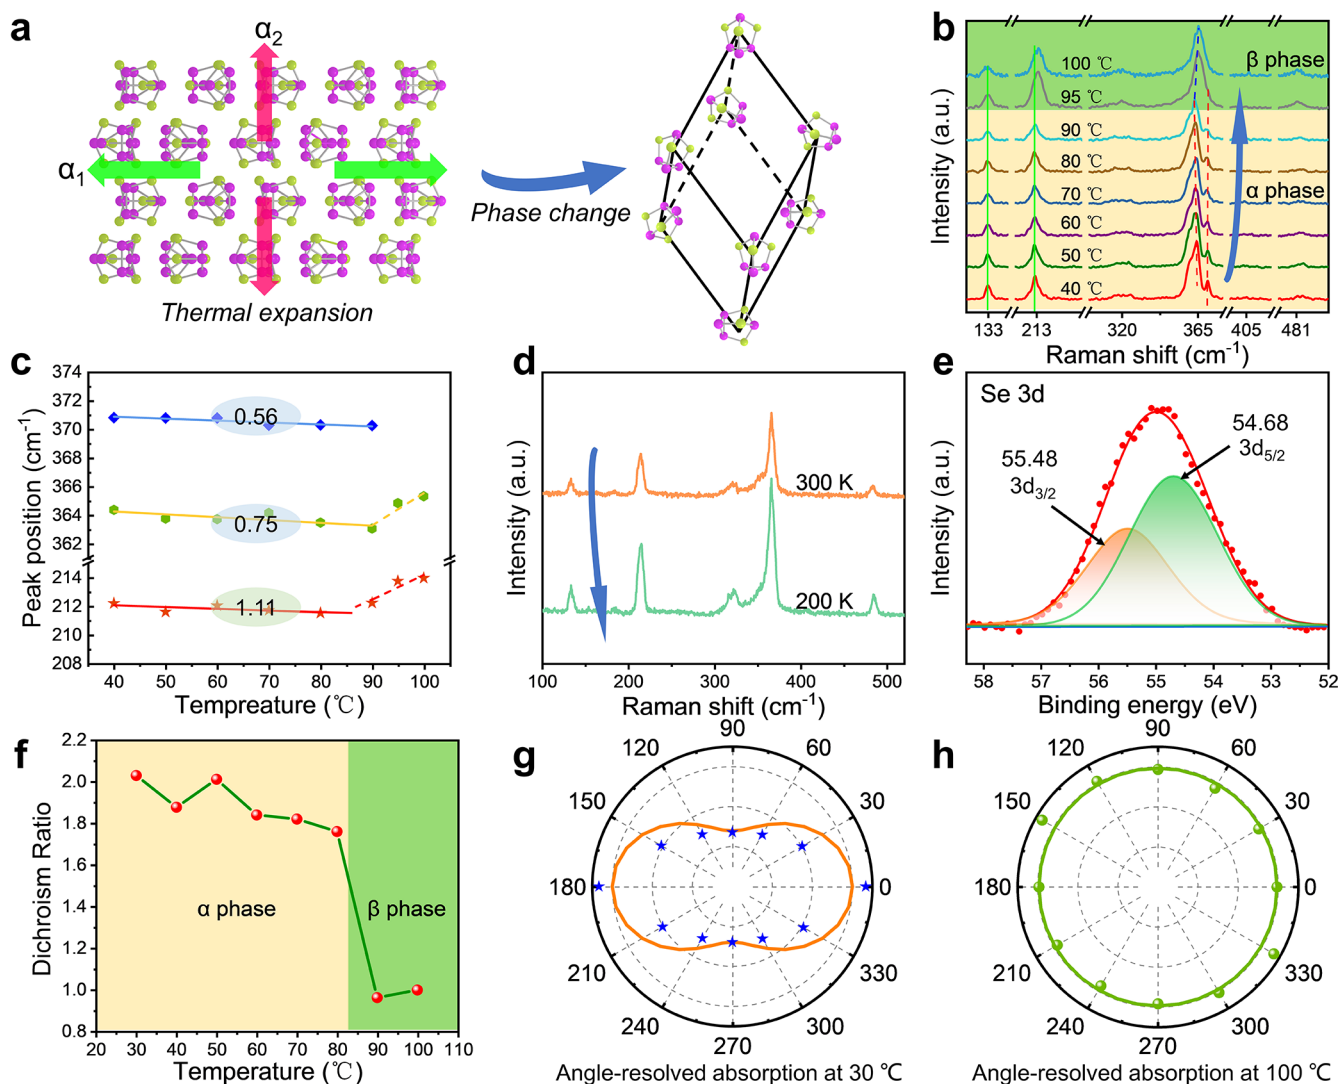 a
α2
α1
Thermal expansion
Phase change
b
Intensity (a.u.)
100 ℃
β phase
95 ℃
90 ℃
80 ℃
70 ℃
α phase
60 ℃
50 ℃
40 ℃
133 213 320 365 405 481
Raman shift (cm-1)
c
Peak position (cm-1)
374
372
370
366
364
362
214
212
210
208
0.56
0.75
1.11
40 50 60 70 80 90 100
Tempreature (℃)
d
Intensity (a.u.)
300 K
200 K
100 200 300 400 500
Raman shift (cm-1)
e
Intensity (a.u.)
Se 3d
54.68
3d5/2
55.48
3d3/2
58 57 56 55 54 53 52
Binding energy (eV)
f
Dichroism Ratio
2.2
2.0
1.8
1.6
1.4
1.2
1.0
0.8
α phase
β phase
20 30 40 50 60 70 80 90 100 110
Temperature (℃)
g
90
120 60
150 30
180 0
210 330
240 300
270
Angle-resolved absorption at 30 ℃
h
90
120 60
150 30
180 0
210 330
240 300
270
Angle-resolved absorption at 100 ℃